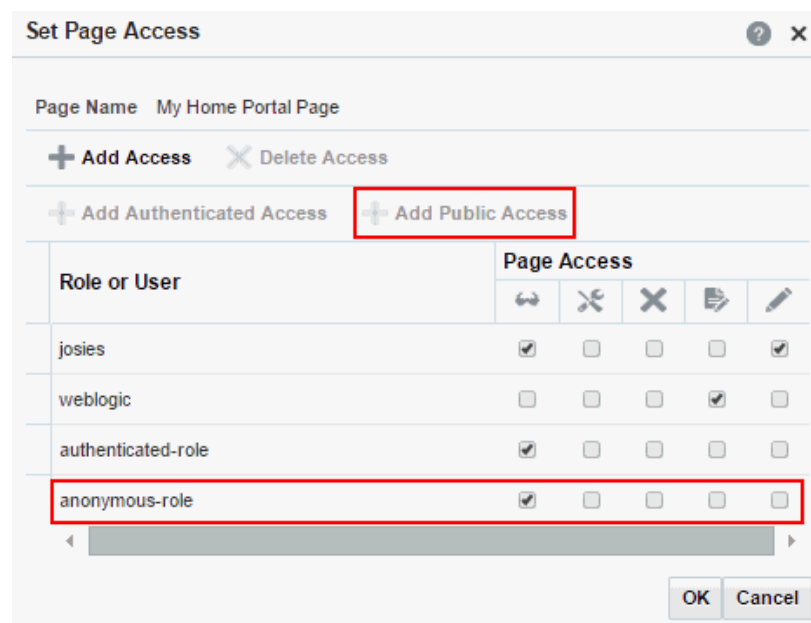 Set Page Access
Page Name My Home Portal Page
Add Access Delete Access
Add Authenticated Access Add Public Access
Role or User
Page Access
josies
weblogic
authenticated-role
anonymous-role
OK Cancel